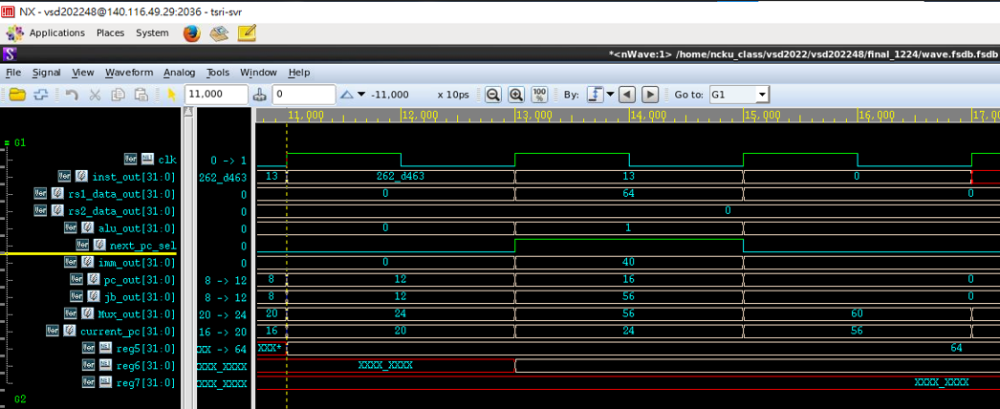 NX - vsd202248@140.116.49.29:2036 - tsri-svr
Applications Places System
*<nWave:1> /home/ncku_class/vsd2022/vsd202248/final_1224/wave.fsdb.fsdb
File Signal View Waveform Analog Tools Window Help
11,000 0 -11,000 x 10ps 100% By: Go to: G1
11,000 12,000 13,000 14,000 15,000 16,000 17,0
G1
clk 0 -> 1
inst_out[31:0] 262_d463 13 262_d463 13 0
rs1_data_out[31:0] 0 0 64 0
rs2_data_out[31:0] 0 0
alu_out[31:0] 0 0 1
next_pc_sel 0
imm_out[31:0] 0 0 40
pc_out[31:0] 8 -> 12 8 12 16 0
jb_out[31:0] 8 -> 12 8 12 56 0
Mux_out[31:0] 20 -> 24 20 24 56 60
current_pc[31:0] 16 -> 20 16 20 24 56
reg5[31:0] XXX -> 64 XXX* 64
reg6[31:0] XXXX_XXXX XXXX_XXXX
reg7[31:0] XXXX_XXXX XXXX_XXXX
G2